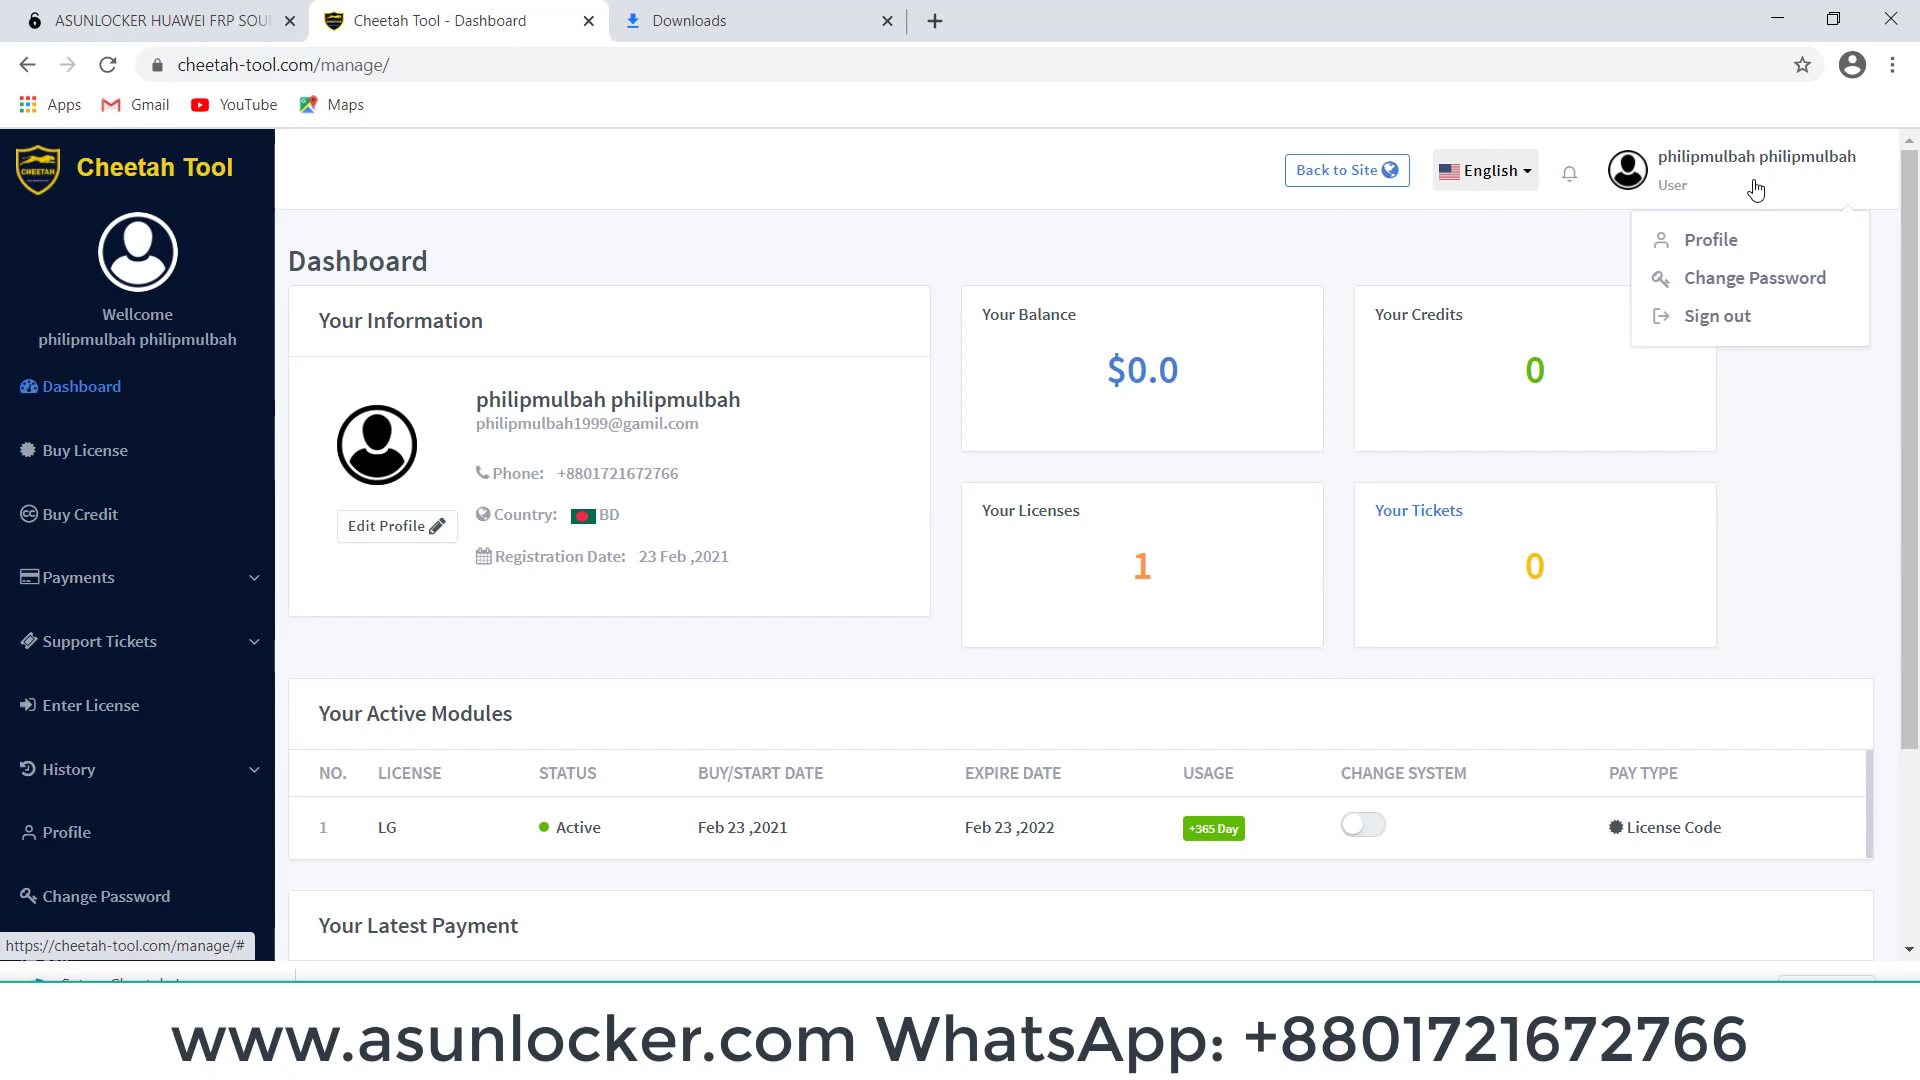 ASUNLOCKER HUAWEI FRP SOU
Cheetah Tool - Dashboard
Downloads
cheetah-tool.com/manage/
Apps
Gmail
YouTube
Maps
CHEETAH
Cheetah Tool
Back to Site
English
philipmulbah philipmulbah
User
Profile
Change Password
Sign out
Wellcome
philipmulbah philipmulbah
Dashboard
Buy License
Buy Credit
Payments
Support Tickets
Enter License
History
Profile
Change Password
https://cheetah-tool.com/manage/#
Dashboard
Your Information
philipmulbah philipmulbah
philipmulbah1999@gamil.com
Phone: +8801721672766
Country: BD
Registration Date: 23 Feb ,2021
Edit Profile
Your Balance
$0.0
Your Credits
0
Your Licenses
1
Your Tickets
0
Your Active Modules
NO. LICENSE STATUS BUY/START DATE EXPIRE DATE USAGE CHANGE SYSTEM PAY TYPE
1 LG Active Feb 23 ,2021 Feb 23 ,2022 +365 Day License Code
Your Latest Payment
www.asunlocker.com WhatsApp: +8801721672766